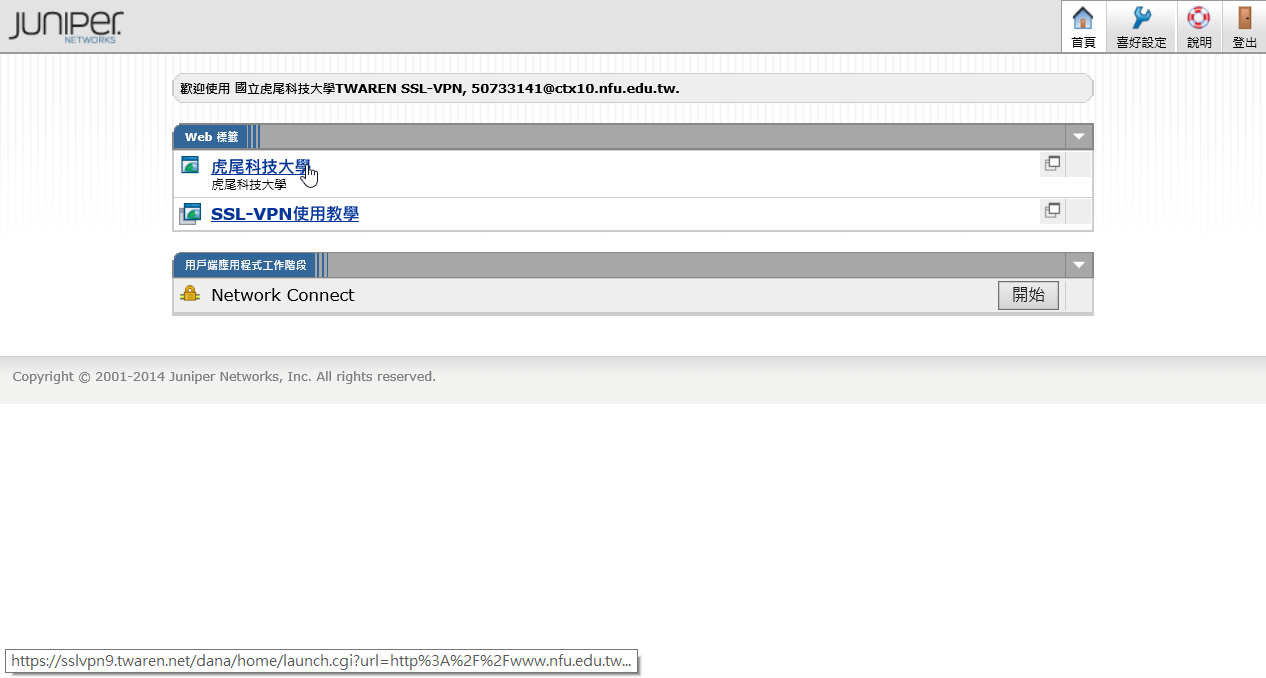 JUNIPER
NETWORKS
首頁
喜好設定
說明
登出
歡迎使用 國立虎尾科技大學TWAREN SSL-VPN, 50733141@ctx10.nfu.edu.tw.
Web 標籤
虎尾科技大學
虎尾科技大學
SSL-VPN使用教學
用戶端應用程式工作階段
Network Connect
開始
Copyright © 2001-2014 Juniper Networks, Inc. All rights reserved.
https://sslvpn9.twaren.net/dana/home/launch.cgi?url=http%3A%2F%2Fwww.nfu.edu.tw...